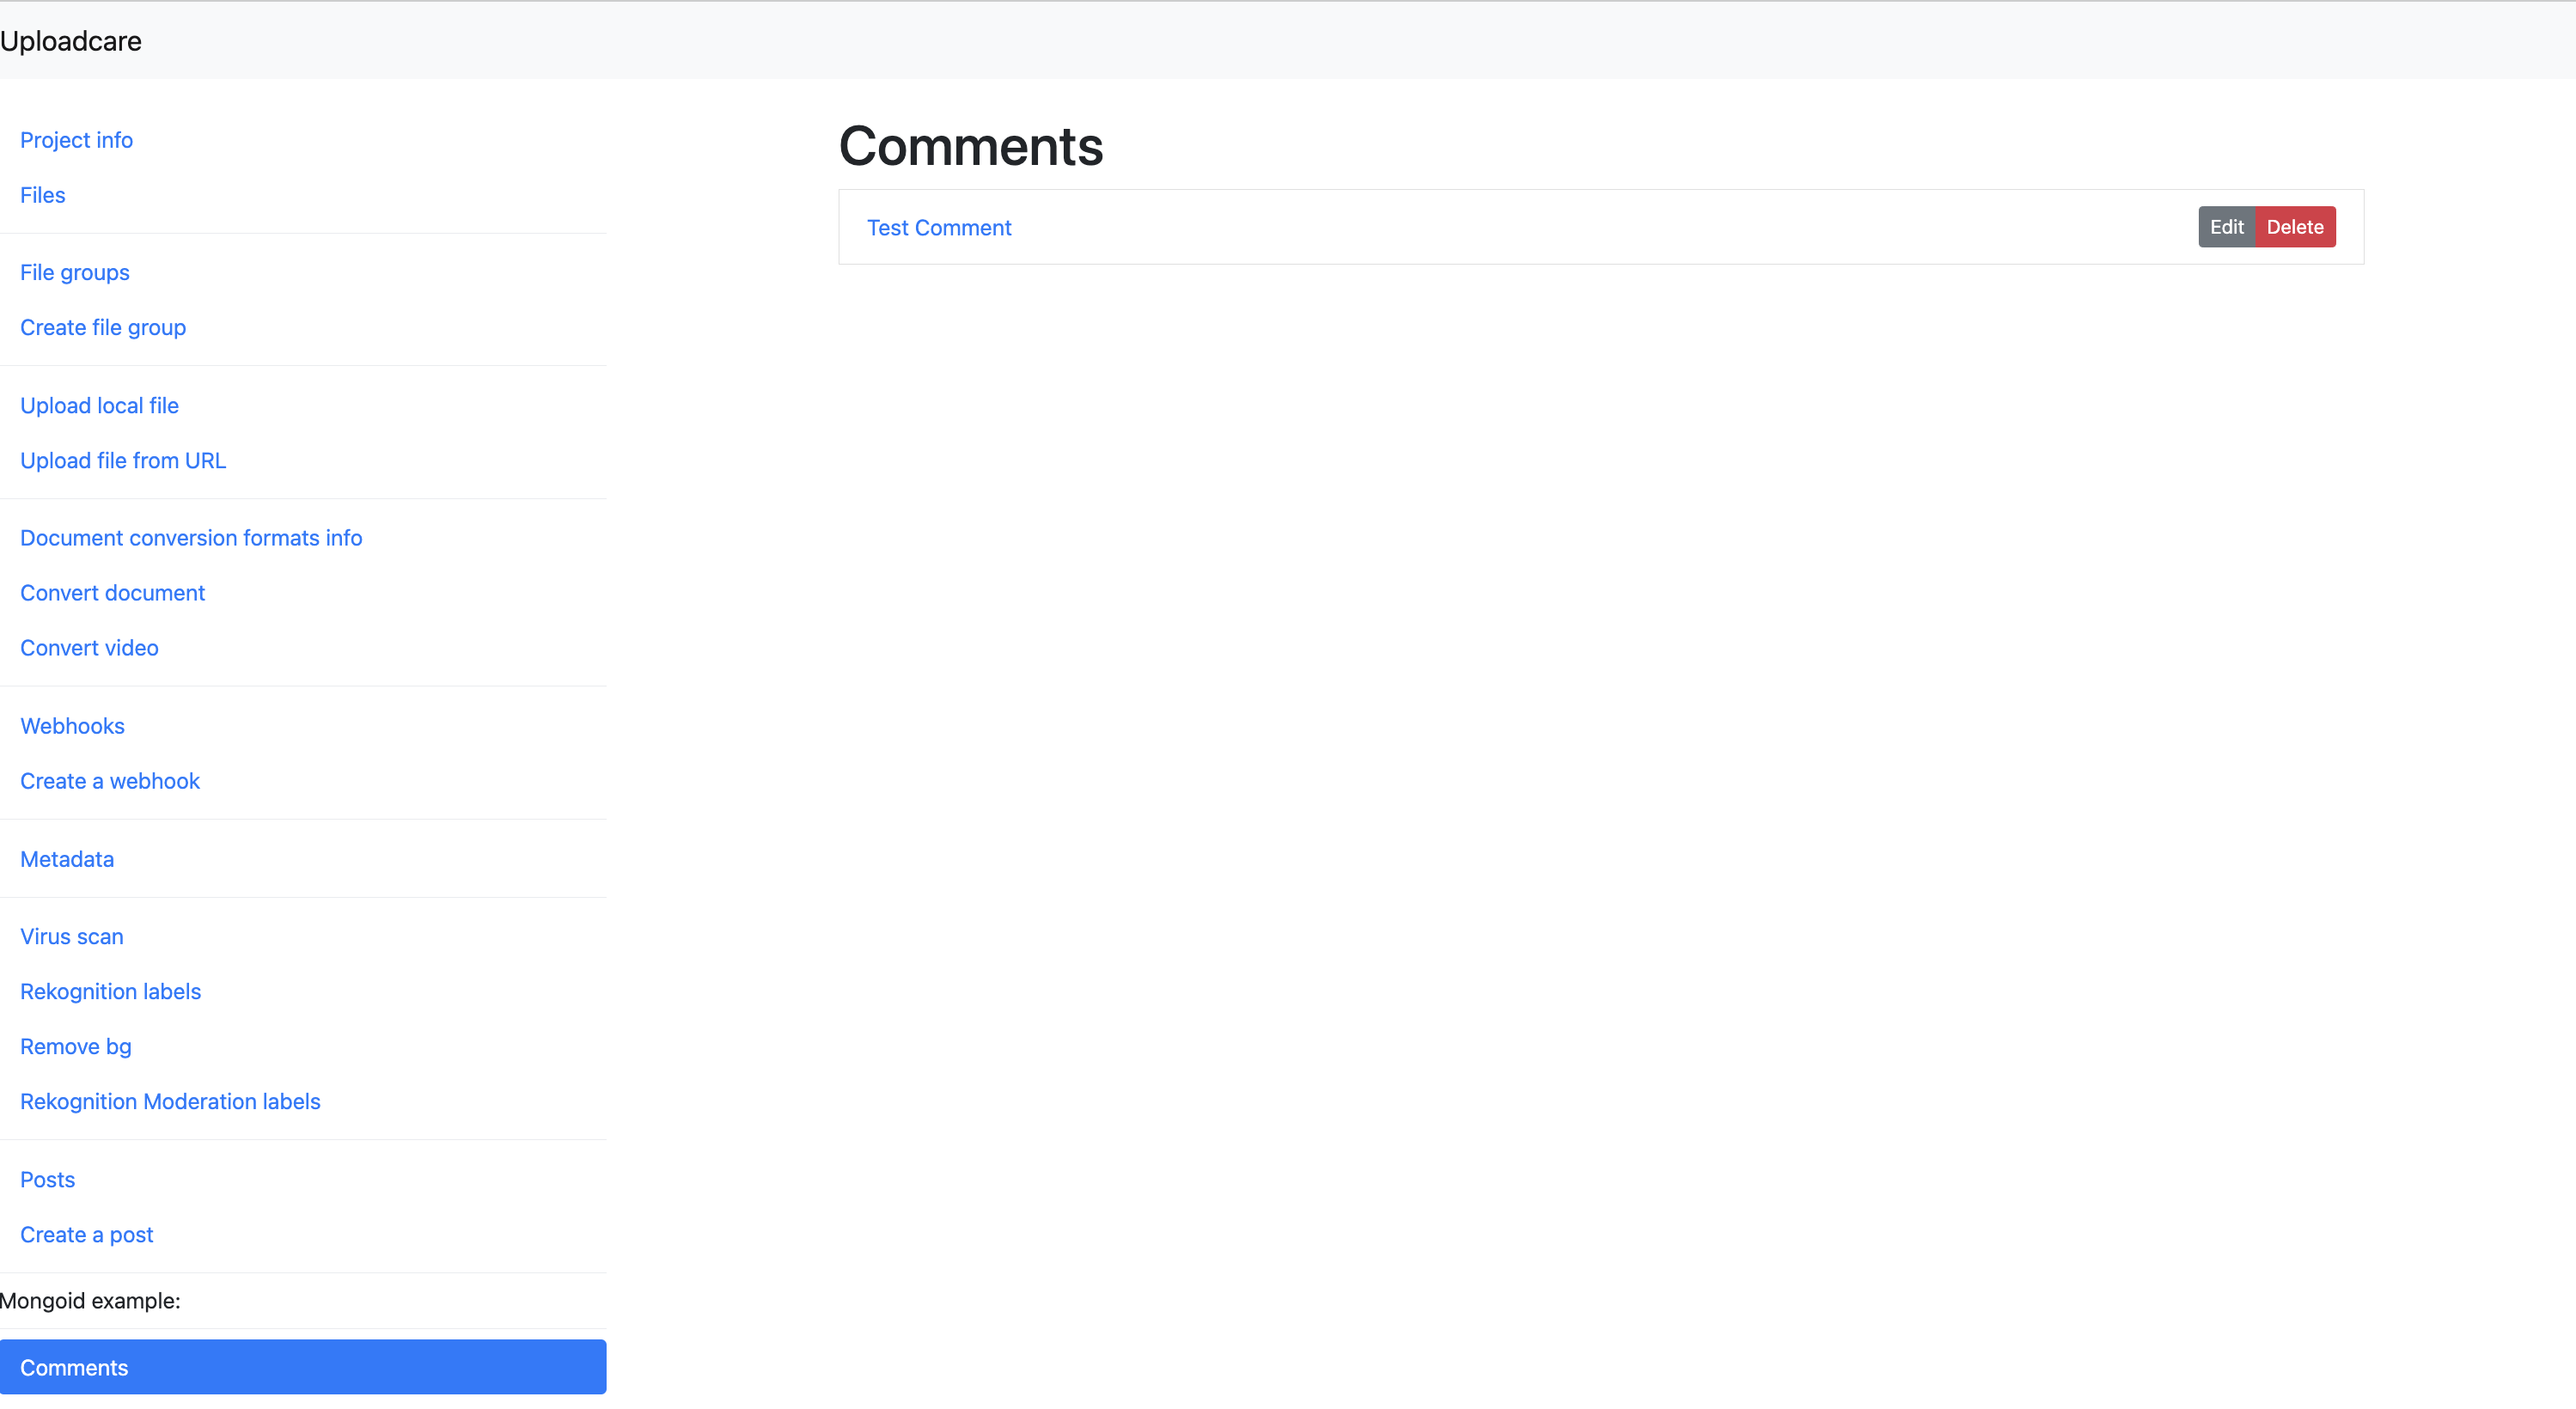 Uploadcare
Project info
Files
File groups
Create file group
Upload local file
Upload file from URL
Document conversion formats info
Convert document
Convert video
Webhooks
Create a webhook
Metadata
Virus scan
Rekognition labels
Remove bg
Rekognition Moderation labels
Posts
Create a post
Mongoid example:
Comments
Comments
Test Comment
Edit Delete